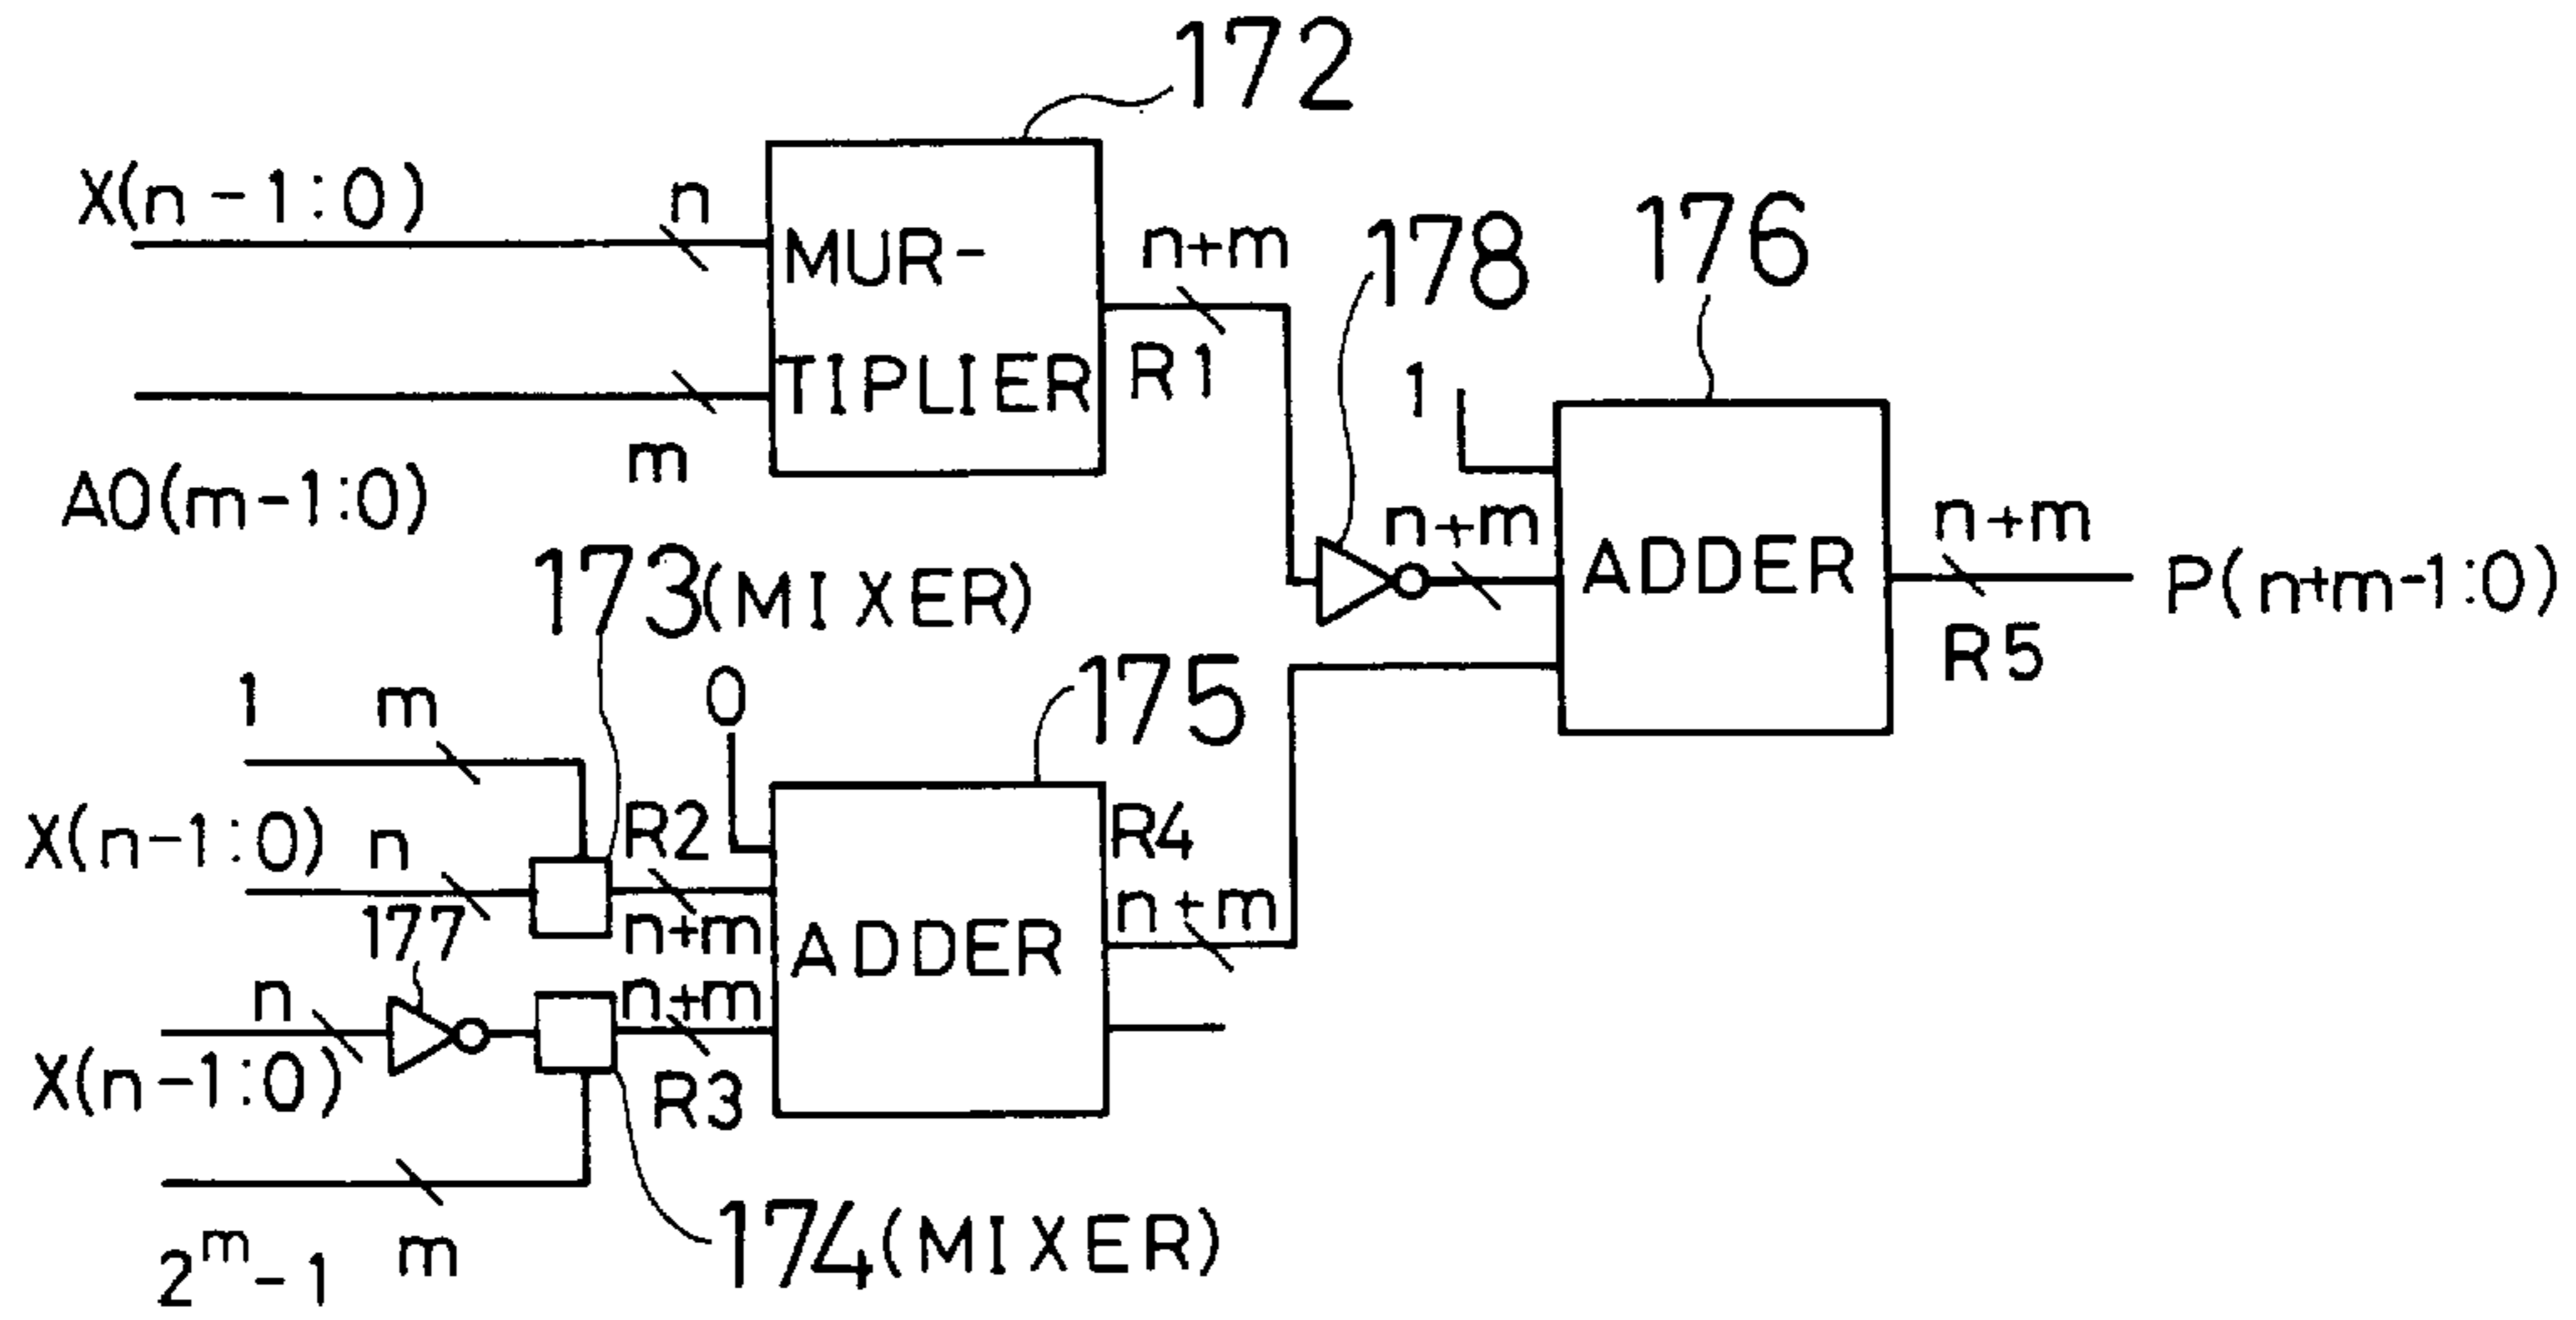 172
X(n-1:0)
n
MUR-
TIPLIER
n+m
R1
m
A0(m-1:0)
178
176
1
n+m
ADDER
n+m
R5
P(n+m-1:0)
173(MIXER)
1
m
0
175
X(n-1:0)
n
R2
n+m
R4
n+m
ADDER
177
n
n+m
X(n-1:0)
R3
2^m-1
m
174(MIXER)